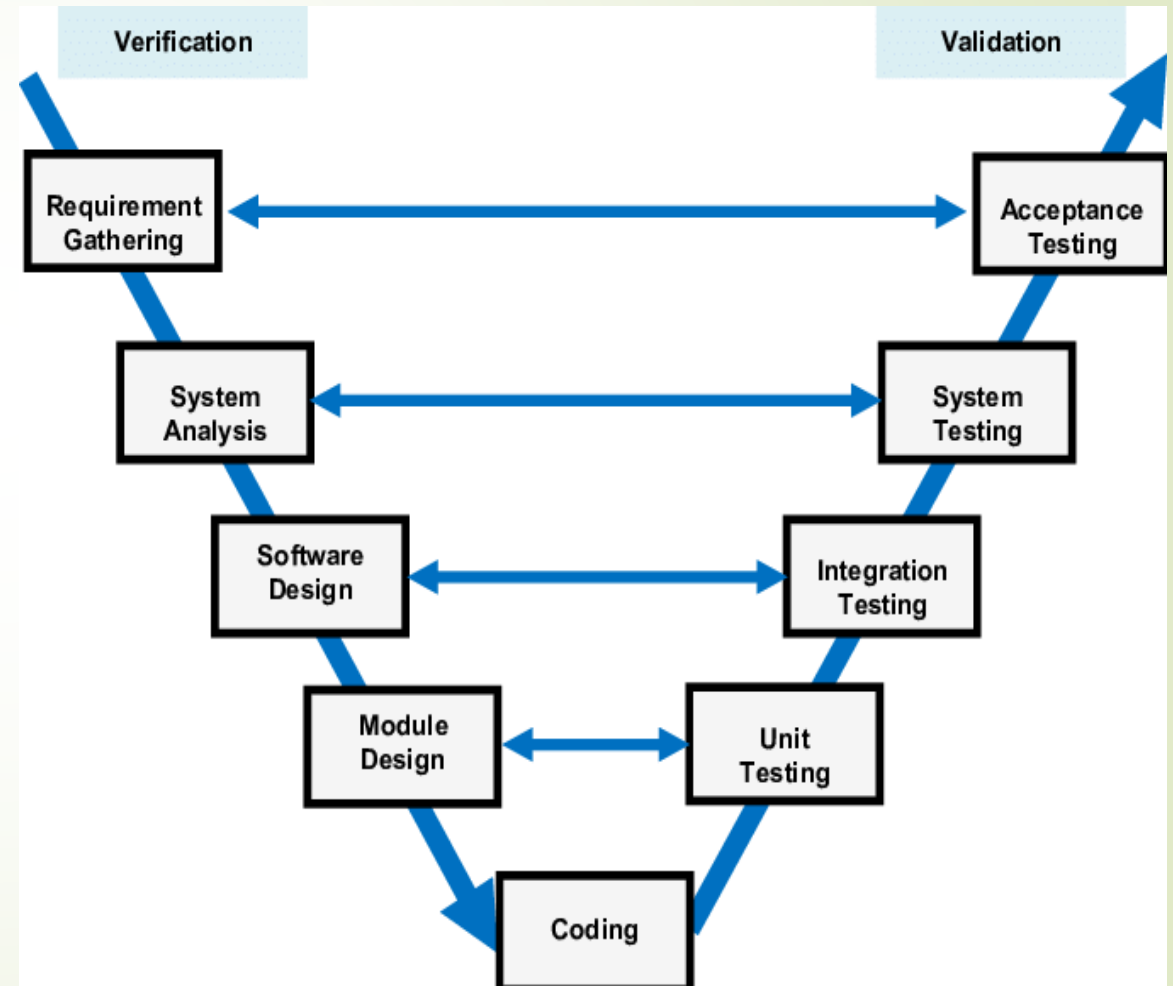 Verification
Validation
Requirement
Gathering
Acceptance
Testing
System
Analysis
System
Testing
Software
Design
Integration
Testing
Module
Design
Unit
Testing
Coding